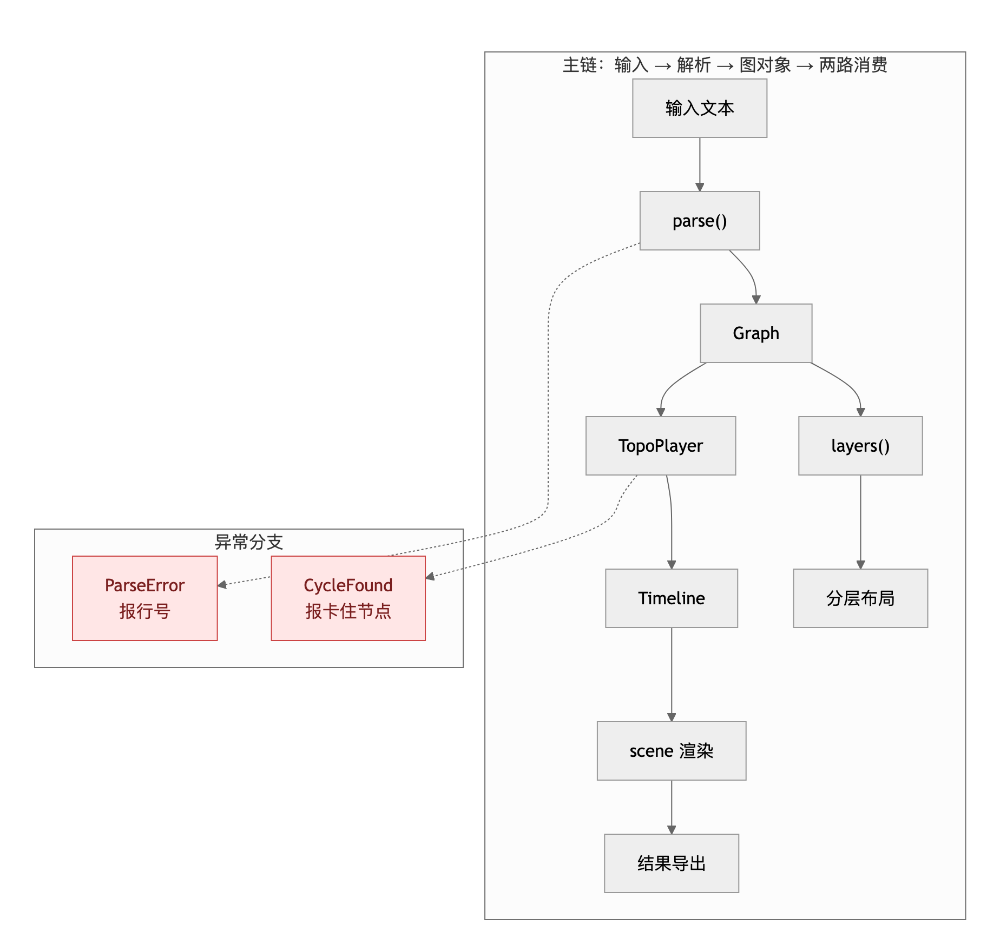 主链：输入 → 解析 → 图对象 → 两路消费
输入文本
parse()
Graph
TopoPlayer
layers()
异常分支
ParseError
报行号
CycleFound
报卡住节点
Timeline
分层布局
scene 渲染
结果导出